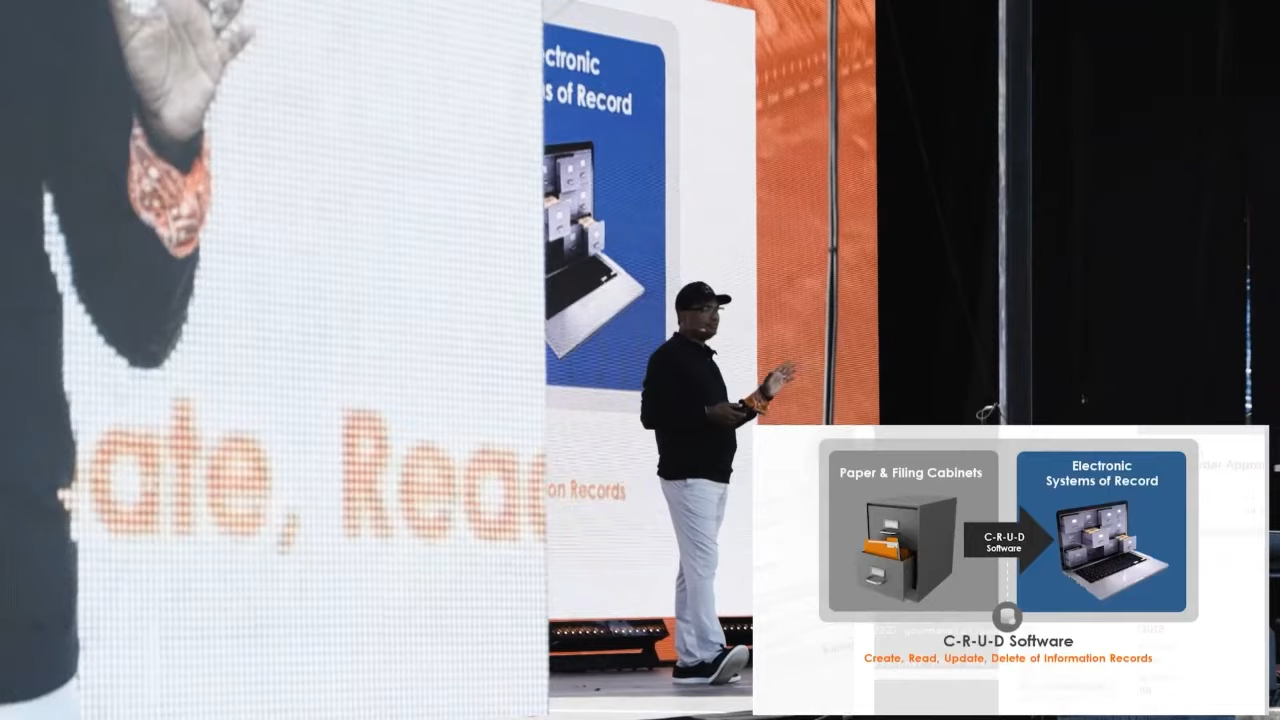 ctronic
s of Record
ate, Read
on Records
Paper & Filing Cabinets
Electronic
Systems of Record
C-R-U-D
Software
C-R-U-D Software
Create, Read, Update, Delete of Information Records